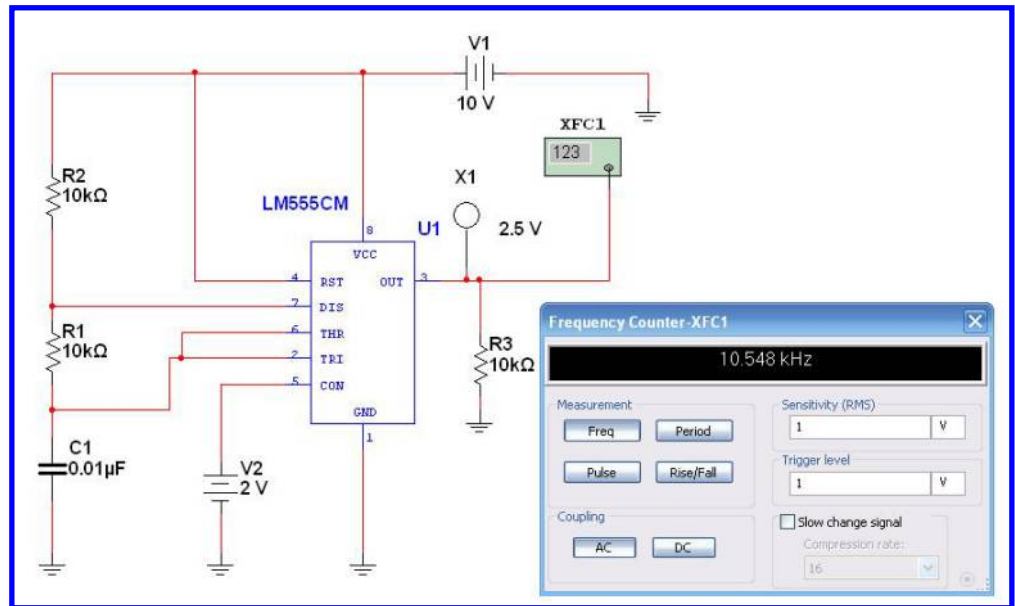 V1
10 V
XFC1
123
R2
10kΩ
X1
2.5 V
LM555CM
U1
8
VCC
4
RST
OUT
3
7
DIS
6
THR
R1
10kΩ
2
TRI
5
CON
GND
1
R3
10kΩ
C1
0.01µF
V2
2 V
Frequency Counter-XFC1
10.548 kHz
Measurement
Freq
Period
Pulse
Rise/Fall
Coupling
AC
DC
Sensitivity (RMS)
1
V
Trigger level
1
V
Slow change signal
Compression rate:
16